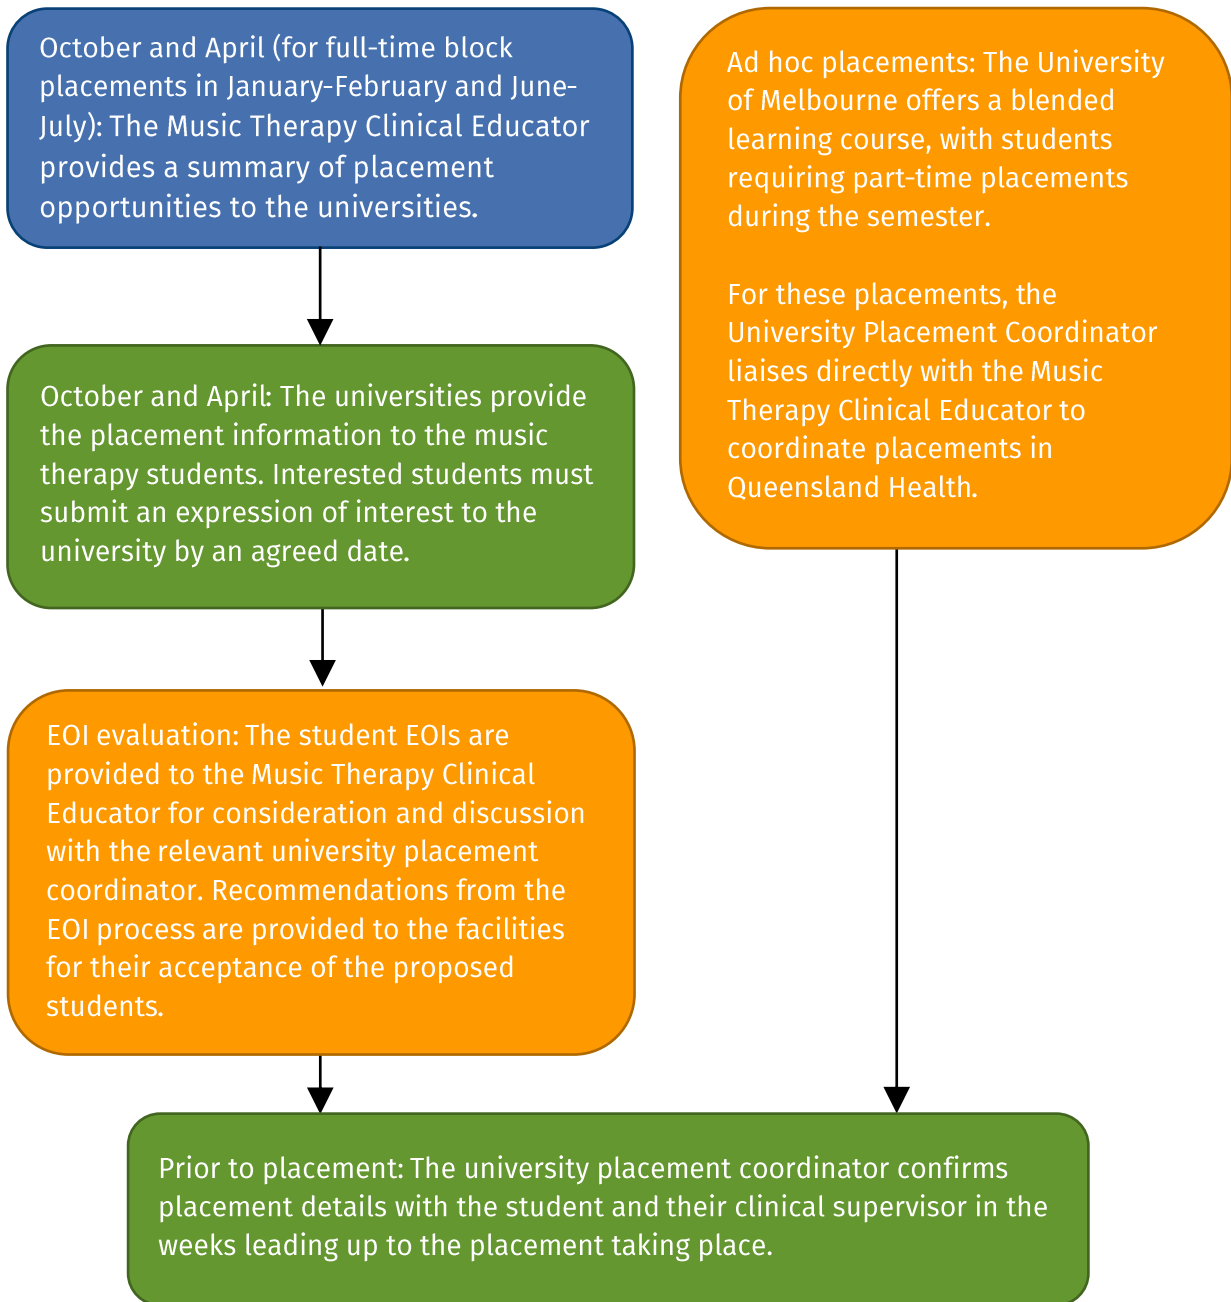 October and April (for full-time block
placements in January-February and June-
July): The Music Therapy Clinical Educator
provides a summary of placement
opportunities to the universities.
October and April: The universities provide
the placement information to the music
therapy students. Interested students must
submit an expression of interest to the
university by an agreed date.
EOI evaluation: The student EOIs are
provided to the Music Therapy Clinical
Educator for consideration and discussion
with the relevant university placement
coordinator. Recommendations from the
EOI process are provided to the facilities
for their acceptance of the proposed
students.
Ad hoc placements: The University
of Melbourne offers a blended
learning course, with students
requiring part-time placements
during the semester.
For these placements, the
University Placement Coordinator
liaises directly with the Music
Therapy Clinical Educator to
coordinate placements in
Queensland Health.
Prior to placement: The university placement coordinator confirms
placement details with the student and their clinical supervisor in the
weeks leading up to the placement taking place.